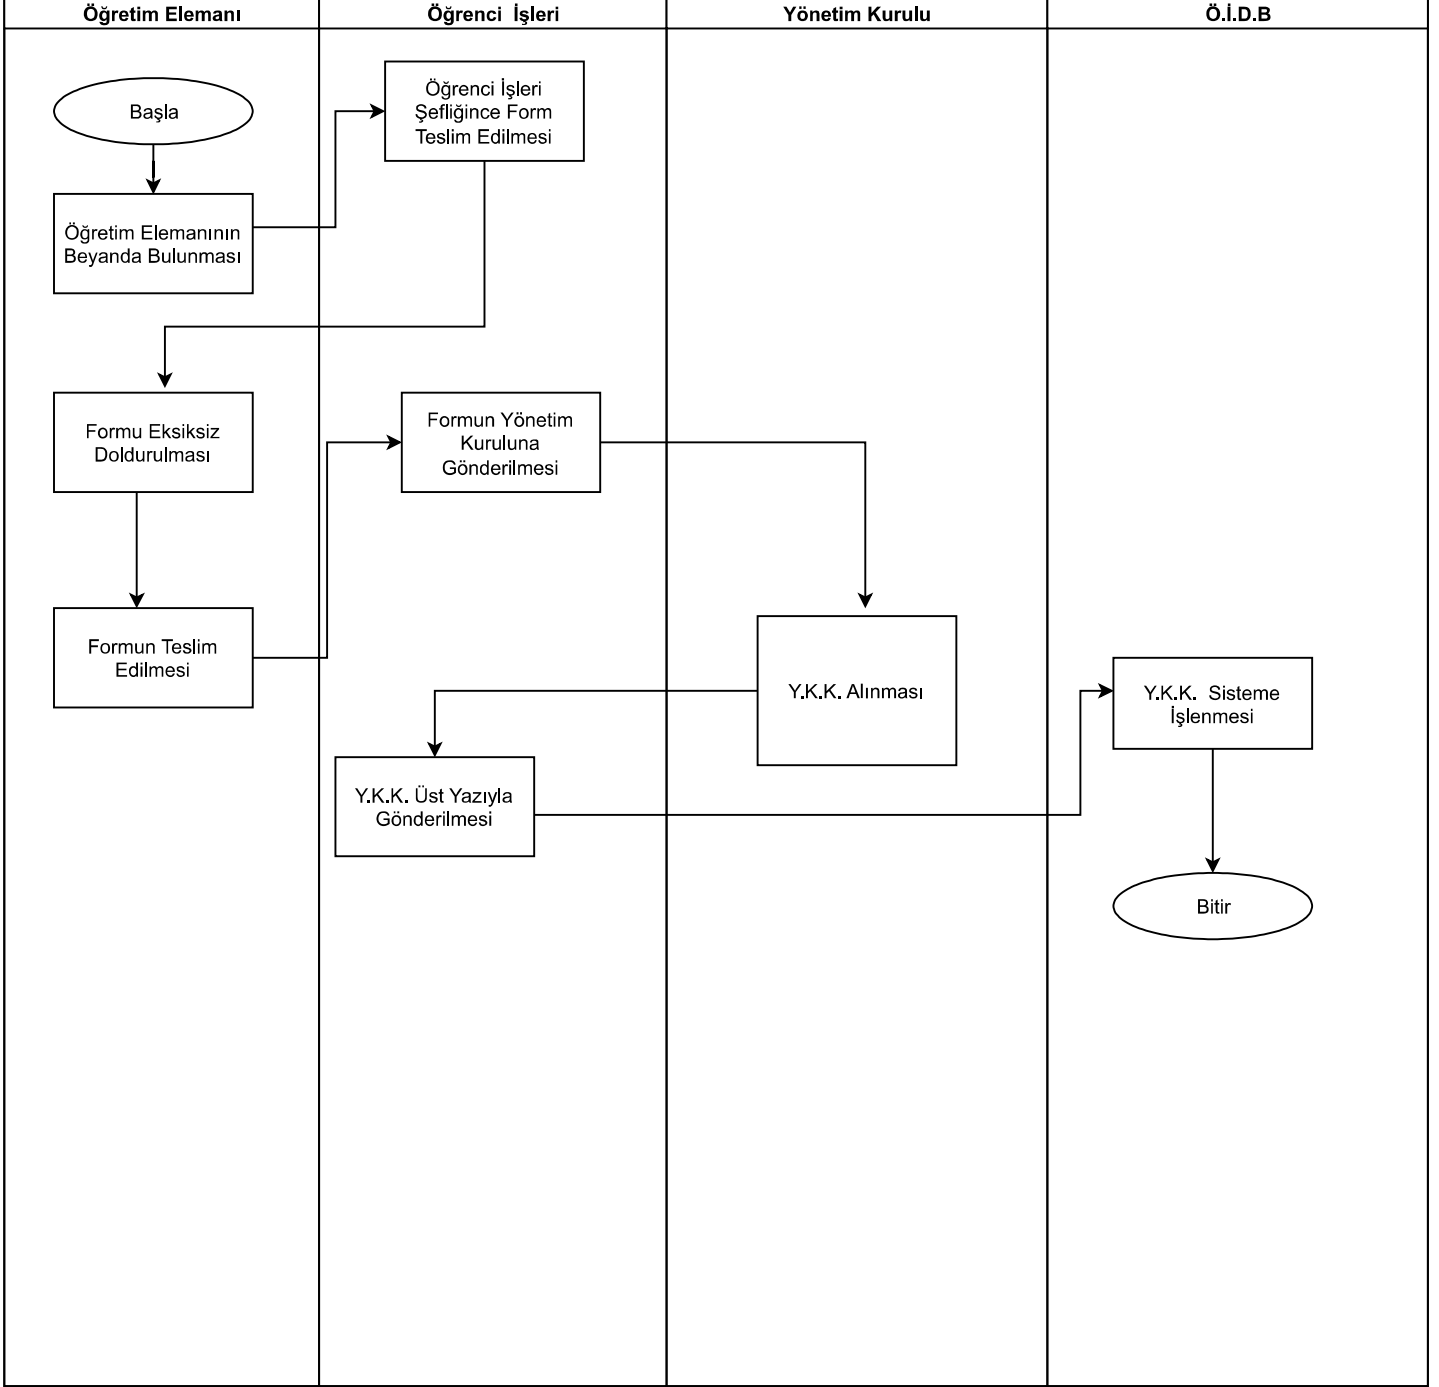 Öğretim Elemanı
Öğrenci İşleri
Yönetim Kurulu
Ö.İ.D.B
Başla
Öğrenci İşleri
Şefliğince Form
Teslim Edilmesi
Öğretim Elemanının
Beyanda Bulunması
Formu Eksiksiz
Doldurulması
Formun Yönetim
Kuruluna
Gönderilmesi
Formun Teslim
Edilmesi
Y.K.K. Alınması
Y.K.K. Sisteme
İşlenmesi
Y.K.K. Üst Yazıyla
Gönderilmesi
Bitir